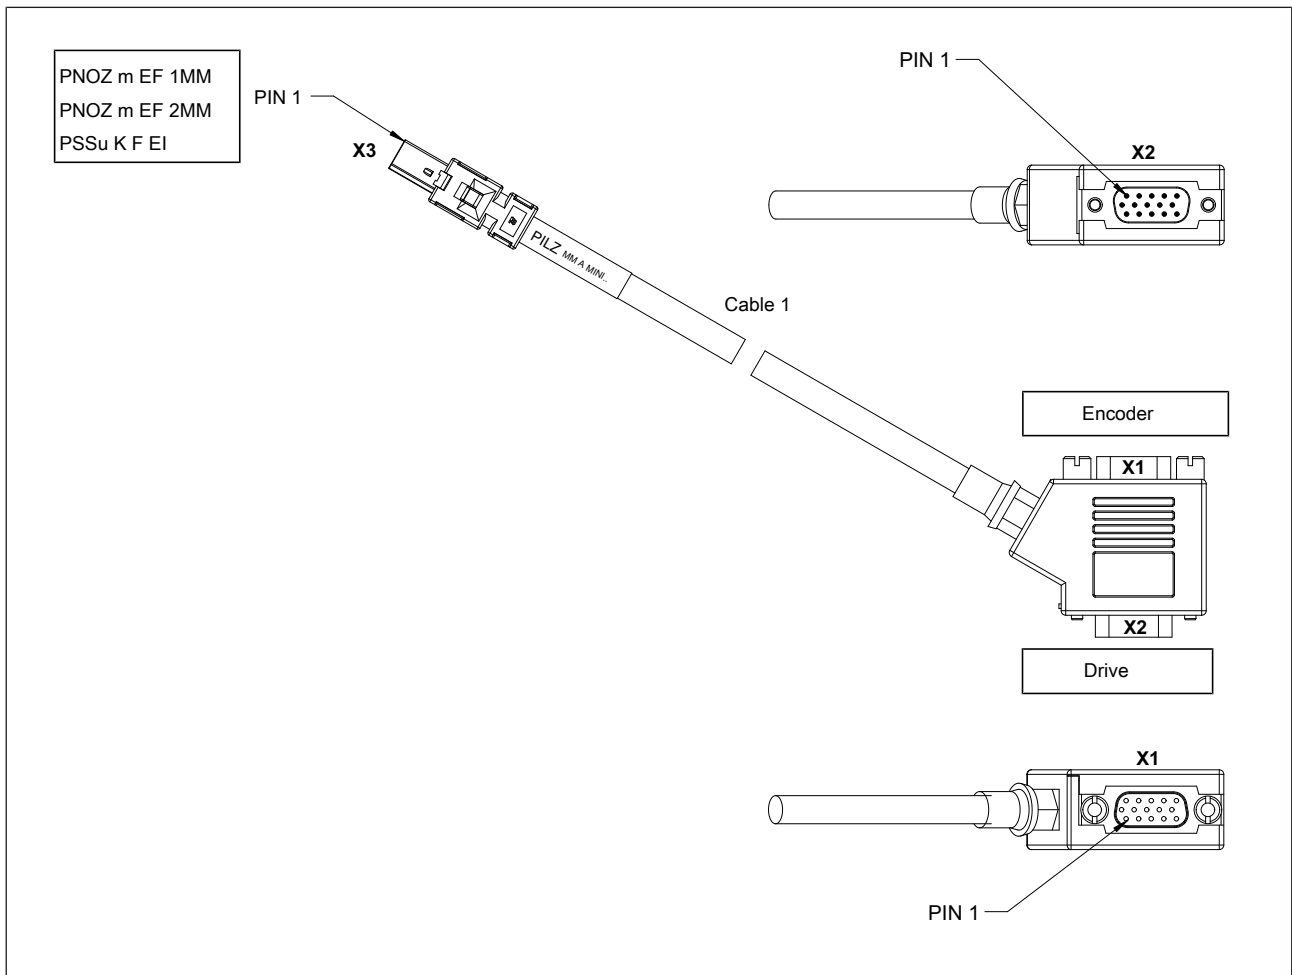 PNOZ m EF 1MM
PNOZ m EF 2MM
PSSu K F EI
PIN 1
X3
PILZ MM A MINI..
Cable 1
PIN 1
X2
Encoder
X1
X2
Drive
X1
PIN 1